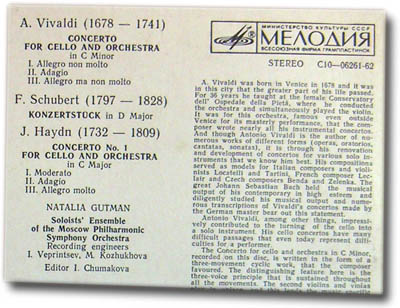 A. Vivaldi (1678 — 1741)
CONCERTO
FOR CELLO AND ORCHESTRA
in C Minor
I. Allegro non molto
II. Adagio
III. Allegro ma non molto
F. Schubert (1797 — 1828)
KONZERTSTOCK in D Major
J. Haydn (1732 — 1809)
CONCERTO No. 1
FOR CELLO AND ORCHESTRA
in C Major
I. Moderato
II. Adagio
III. Allegro molto
NATALIA GUTMAN
Soloists' Ensemble
of the Moscow Philharmonic
Symphony Orchestra
Recording engineers
I. Veprintsev, M. Kozhukhova
Editor I. Chumakova
МИНИСТЕРСТВО КУЛЬТУРЫ СССР
МЕЛОДИЯ
ВСЕСОЮЗНАЯ ФИРМА ГРАМПЛАСТИНОК
STEREO C10—06261-62
A. Vivaldi was born in Venice in 1678 and it was
in this city that the greater part of his life passed.
For 36 years he taught at the female Conservatory
dell' Ospedale della Pietà, where he conducted
the orchestra and simultaneously played the violin.
It was for this orchestra, famous even outside
Venice for its masterly performance, that the com-
poser wrote nearly all his instrumental concertos.
And though Antonio Vivaldi is the author of nu-
merous works of different forms (operas, oratorios,
cantatas, sonatas), it is through his renovation
and development of concertos for various solo in-
struments that we know him best. His compositions
served as models for Italian composers and violi-
nists Locatelli and Tartini, French composer Lec-
lair and Czech composers Benda and Zelenka. The
great Johann Sebastian Bach held the musical
output of his contemporary in high esteem and
diligently studied his musical output and nume-
rous transcriptions of Vivaldi's concertos made by
the German master bear out this statement.
Antonio Vivaldi, among other things, impressi-
vely contributed to the turning of the cello into
a solo instrument. His cello concertos have many
difficult passages that even today represent diffi-
culties for a performer.
The Concerto for cello and orchestra in C Minor,
recorded on this disc, is written in the form of a
three-movement cyclic work, that the composer
favoured. The distinguishing feature here is the
three-voice principle that is sustained throughout
all the movements. The second violins and violas